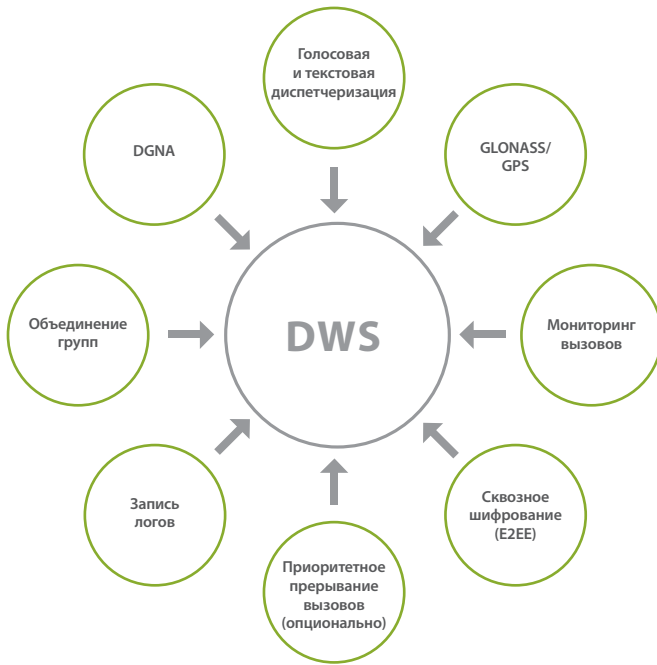 Голосовая
и текстовая
диспетчеризация
DGNA
GLONASS/
GPS
Объединение
групп
DWS
Мониторинг
вызовов
Запись
логов
Сквозное
шифрование
(E2EE)
Приоритетное
прерывание
вызовов
(опционально)